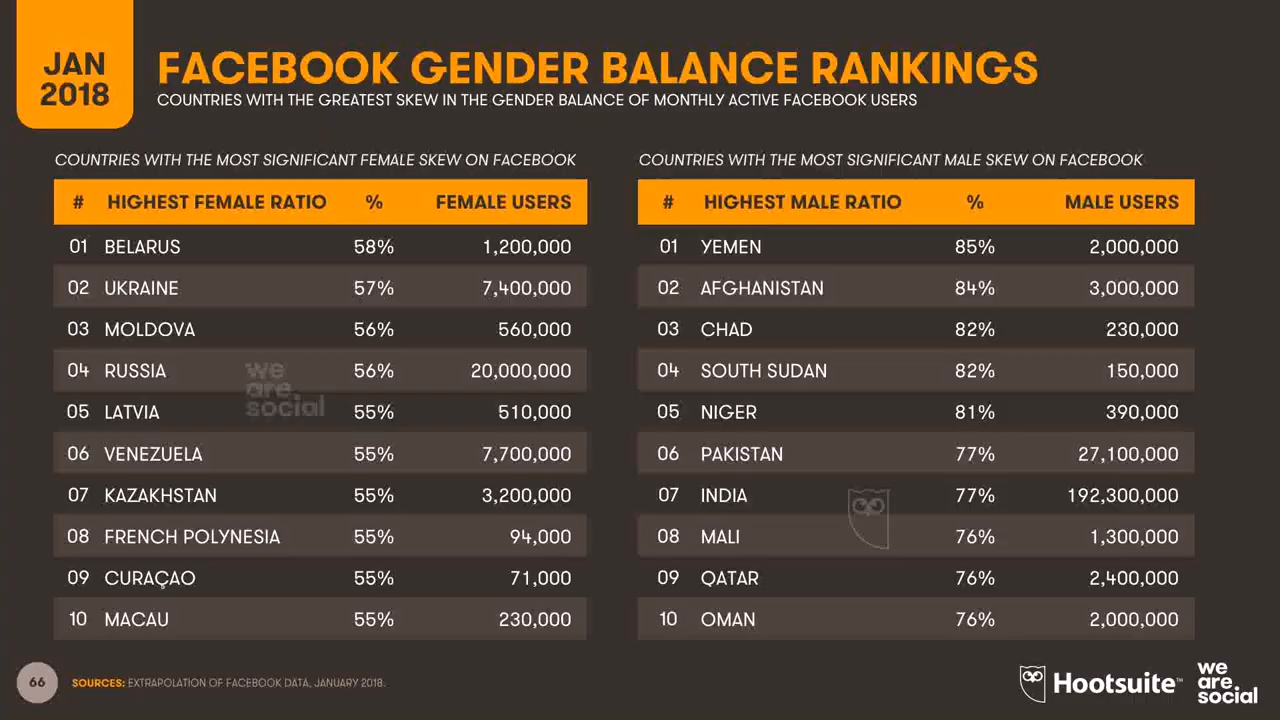 JAN
2018
FACEBOOK GENDER BALANCE RANKINGS
COUNTRIES WITH THE GREATEST SKEW IN THE GENDER BALANCE OF MONTHLY ACTIVE FACEBOOK USERS
COUNTRIES WITH THE MOST SIGNIFICANT FEMALE SKEW ON FACEBOOK
# HIGHEST FEMALE RATIO % FEMALE USERS
01 BELARUS 58% 1,200,000
02 UKRAINE 57% 7,400,000
03 MOLDOVA 56% 560,000
04 RUSSIA 56% 20,000,000
05 LATVIA 55% 510,000
06 VENEZUELA 55% 7,700,000
07 KAZAKHSTAN 55% 3,200,000
08 FRENCH POLYNESIA 55% 94,000
09 CURAÇAO 55% 71,000
10 MACAU 55% 230,000
we
are
social
COUNTRIES WITH THE MOST SIGNIFICANT MALE SKEW ON FACEBOOK
# HIGHEST MALE RATIO % MALE USERS
01 YEMEN 85% 2,000,000
02 AFGHANISTAN 84% 3,000,000
03 CHAD 82% 230,000
04 SOUTH SUDAN 82% 150,000
05 NIGER 81% 390,000
06 PAKISTAN 77% 27,100,000
07 INDIA 77% 192,300,000
08 MALI 76% 1,300,000
09 QATAR 76% 2,400,000
10 OMAN 76% 2,000,000
66 SOURCES: EXTRAPOLATION OF FACEBOOK DATA, JANUARY 2018.
Hootsuite™
we
are
social